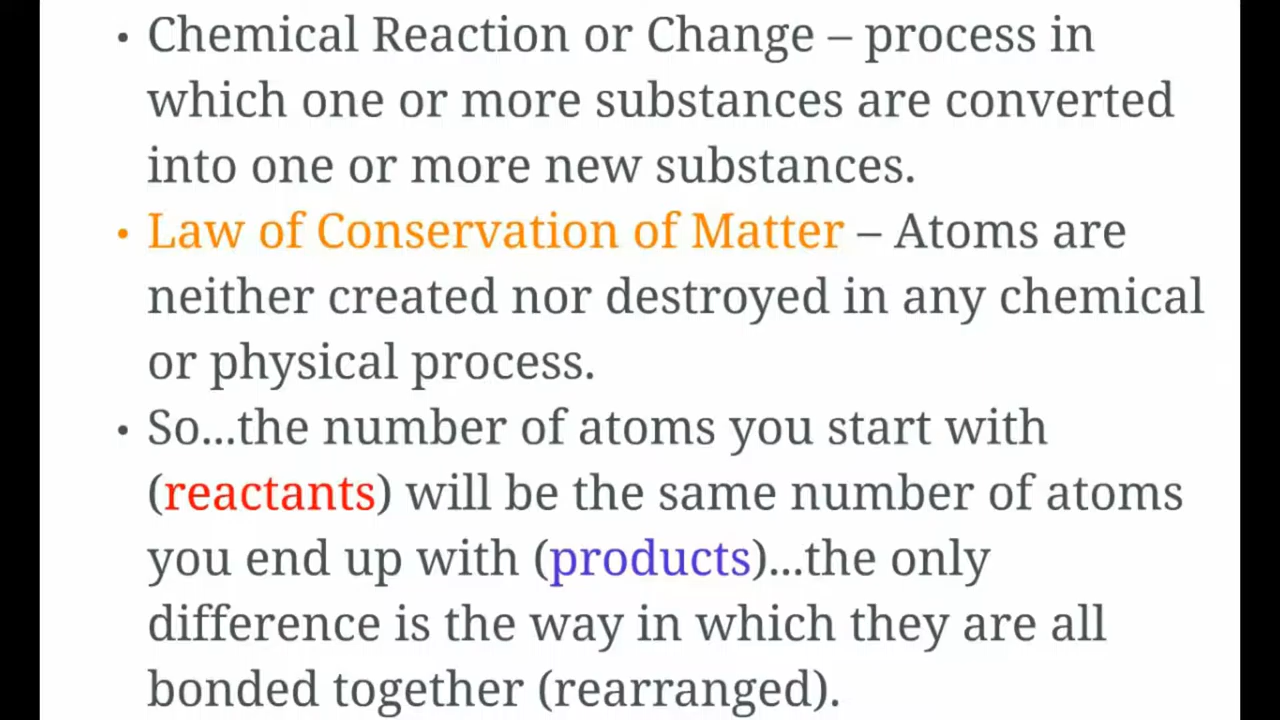 • Chemical Reaction or Change – process in
which one or more substances are converted
into one or more new substances.
• Law of Conservation of Matter – Atoms are
neither created nor destroyed in any chemical
or physical process.
• So...the number of atoms you start with
(reactants) will be the same number of atoms
you end up with (products)...the only
difference is the way in which they are all
bonded together (rearranged).